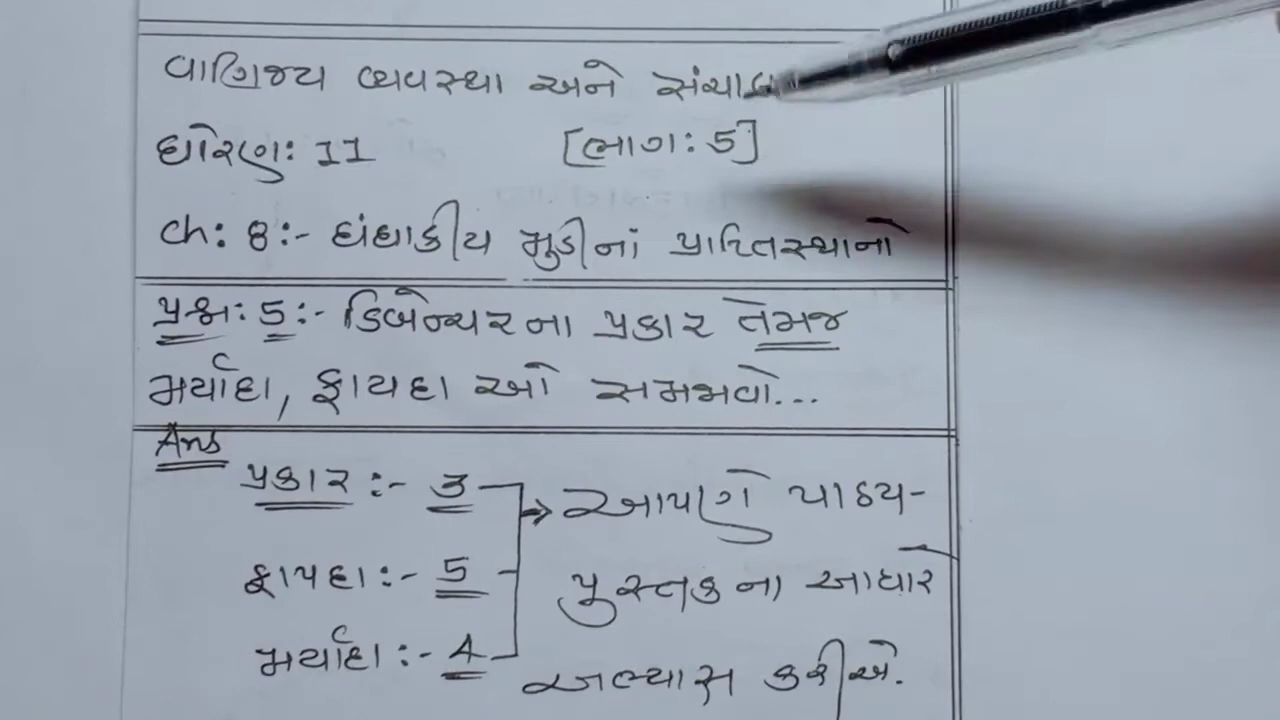 વાણિજ્ય વ્યવસ્થા અને
ધોરણ: 11 [ભાગ: 5]
ch: 8 :- ધંધાકીય મુડીનાં પ્રાપ્તિસ્થાનો
પ્રશ્ન: 5 :- ડિબેન્ચરના પ્રકાર તેમજ
મર્યાદા, ફાયદા ઓ સમજાવો...
Ans
પ્રકાર :- 3 → આપણે પાઠય-
ફાયદા :- 5 પુસ્તકના આધારે
મર્યાદા :- 4 અભ્યાસ કરીએ.